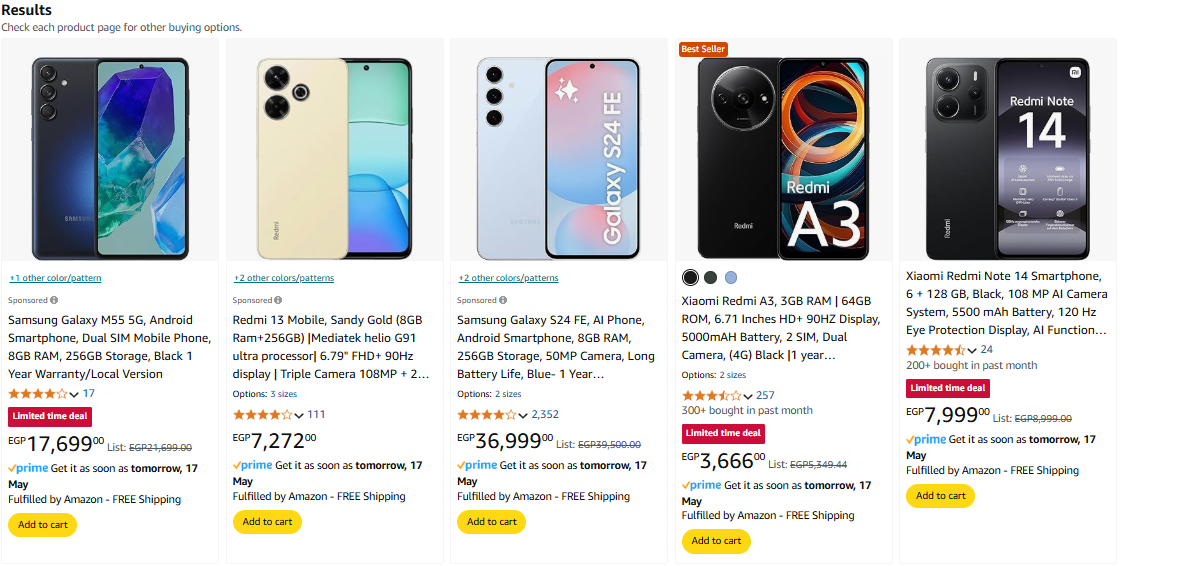 Results
Check each product page for other buying options.
SAMSUNG
+1 other color/pattern
Sponsored
Samsung Galaxy M55 5G, Android
Smartphone, Dual SIM Mobile Phone,
8GB RAM, 256GB Storage, Black 1
Year Warranty/Local Version
17
Limited time deal
EGP17,69900 List: EGP21,699.00
prime Get it as soon as tomorrow, 17
May
Fulfilled by Amazon - FREE Shipping
Add to cart
Redmi
+2 other colors/patterns
Sponsored
Redmi 13 Mobile, Sandy Gold (8GB
Ram+256GB) |Mediatek helio G91
ultra processor| 6.79" FHD+ 90Hz
display | Triple Camera 108MP + 2…
Options: 3 sizes
111
EGP7,27200
prime Get it as soon as tomorrow, 17
May
Fulfilled by Amazon - FREE Shipping
Add to cart
SAMSUNG
Galaxy S24 FE
+2 other colors/patterns
Sponsored
Samsung Galaxy S24 FE, AI Phone,
Android Smartphone, 8GB RAM,
256GB Storage, 50MP Camera, Long
Battery Life, Blue- 1 Year…
Options: 2 sizes
2,352
EGP36,99900 List: EGP39,500.00
prime Get it as soon as tomorrow, 17
May
Fulfilled by Amazon - FREE Shipping
Add to cart
Best Seller
Redmi
Redmi
A3
Xiaomi Redmi A3, 3GB RAM | 64GB
ROM, 6.71 Inches HD+ 90HZ Display,
5000mAH Battery, 2 SIM, Dual
Camera, (4G) Black |1 year…
Options: 2 sizes
257
300+ bought in past month
Limited time deal
EGP3,66600 List: EGP5,349.44
prime Get it as soon as tomorrow, 17
May
Fulfilled by Amazon - FREE Shipping
Add to cart
Redmi
Redmi Note
14
Xiaomi Redmi Note 14 Smartphone,
6 + 128 GB, Black, 108 MP AI Camera
System, 5500 mAh Battery, 120 Hz
Eye Protection Display, AI Function…
24
200+ bought in past month
Limited time deal
EGP7,99900 List: EGP8,999.00
prime Get it as soon as tomorrow, 17
May
Fulfilled by Amazon - FREE Shipping
Add to cart